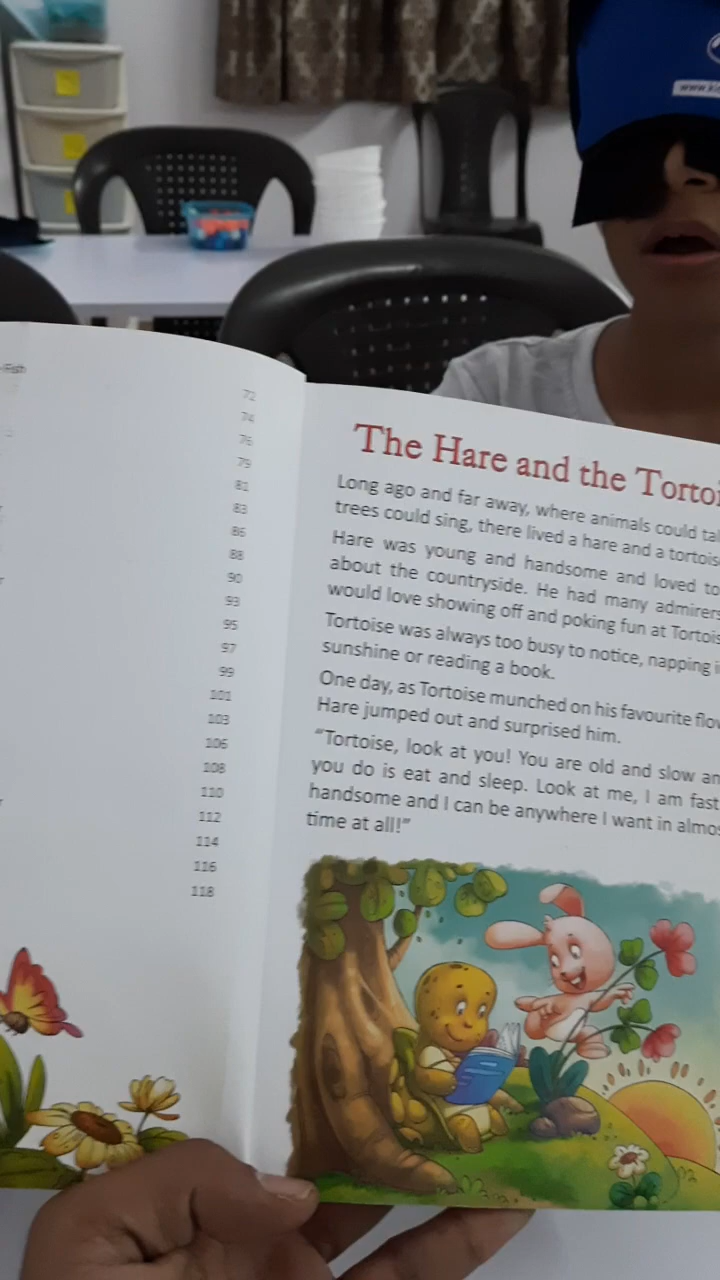 www.ki
Fish
72
74
76
79
81
83
86
88
90
93
95
97
99
101
103
106
108
110
112
114
116
118
The Hare and the Tortoi
Long ago and far away, where animals could tal
trees could sing, there lived a hare and a tortois
Hare was young and handsome and loved to
about the countryside. He had many admirers
would love showing off and poking fun at Tortois
Tortoise was always too busy to notice, napping i
sunshine or reading a book.
One day, as Tortoise munched on his favourite flow
Hare jumped out and surprised him.
“Tortoise, look at you! You are old and slow an
you do is eat and sleep. Look at me, I am fast
handsome and I can be anywhere I want in almos
time at all!”